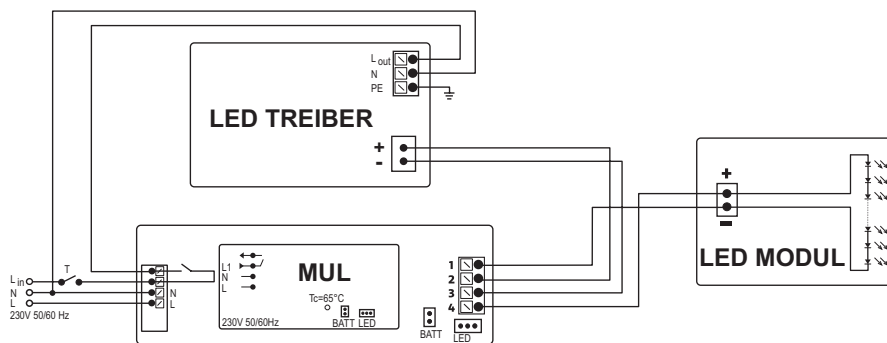 L out
N
PE
LED TREIBER
+
-
+
-
LED MODUL
L in
T
N
L
230V 50/60 Hz
N
L
L1
N
L
MUL
Tc=65°C
BATT LED
230V 50/60Hz
1
2
3
4
BATT
LED